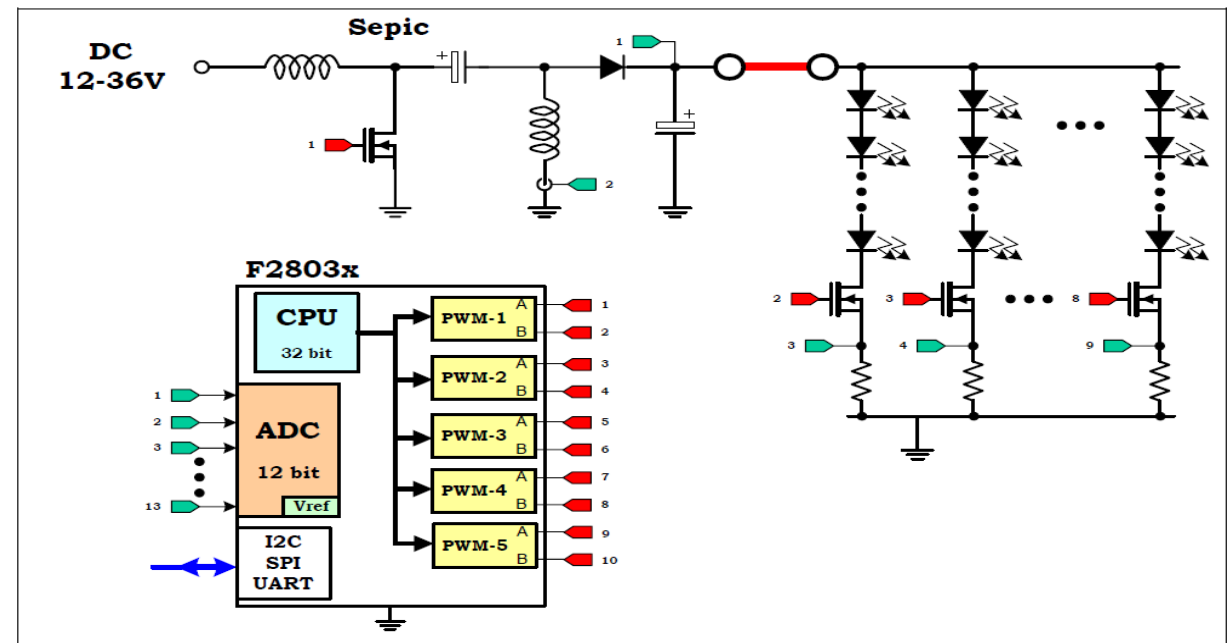 Sepic
DC
12-36V
1
1
2
2
3
8
3
4
9
F2803x
CPU
32 bit
PWM-1
A
B
1
2
PWM-2
A
B
3
4
1
2
3
13
ADC
12 bit
Vref
PWM-3
A
B
5
6
PWM-4
A
B
7
8
PWM-5
A
B
9
10
I2C
SPI
UART